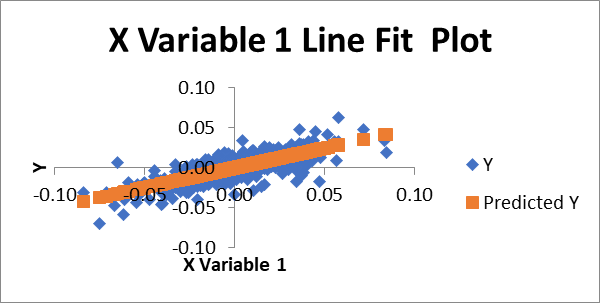 X Variable 1 Line Fit  Plot
0.10
0.05
0.00
-0.10 -0.05 0.00 0.05 0.10
-0.05
-0.10
Y
X Variable 1
Y
Predicted Y